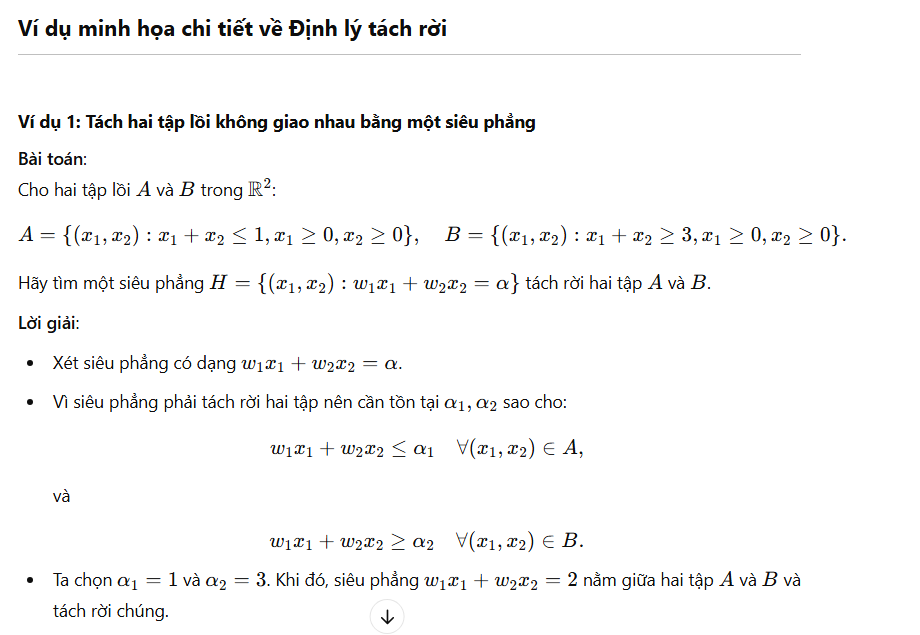 Ví dụ minh họa chi tiết về Định lý tách rời
Ví dụ 1: Tách hai tập lồi không giao nhau bằng một siêu phẳng
Bài toán:
Cho hai tập lồi A và B trong ℝ²:
A = {(x₁, x₂) : x₁ + x₂ ≤ 1, x₁ ≥ 0, x₂ ≥ 0}, B = {(x₁, x₂) : x₁ + x₂ ≥ 3, x₁ ≥ 0, x₂ ≥ 0}.
Hãy tìm một siêu phẳng H = {(x₁, x₂) : w₁x₁ + w₂x₂ = α} tách rời hai tập A và B.
Lời giải:
• Xét siêu phẳng có dạng w₁x₁ + w₂x₂ = α.
• Vì siêu phẳng phải tách rời hai tập nên cần tồn tại α₁, α₂ sao cho:
w₁x₁ + w₂x₂ ≤ α₁ ∀(x₁, x₂) ∈ A,
và
w₁x₁ + w₂x₂ ≥ α₂ ∀(x₁, x₂) ∈ B.
• Ta chọn α₁ = 1 và α₂ = 3. Khi đó, siêu phẳng w₁x₁ + w₂x₂ = 2 nằm giữa hai tập A và B và
tách rời chúng.